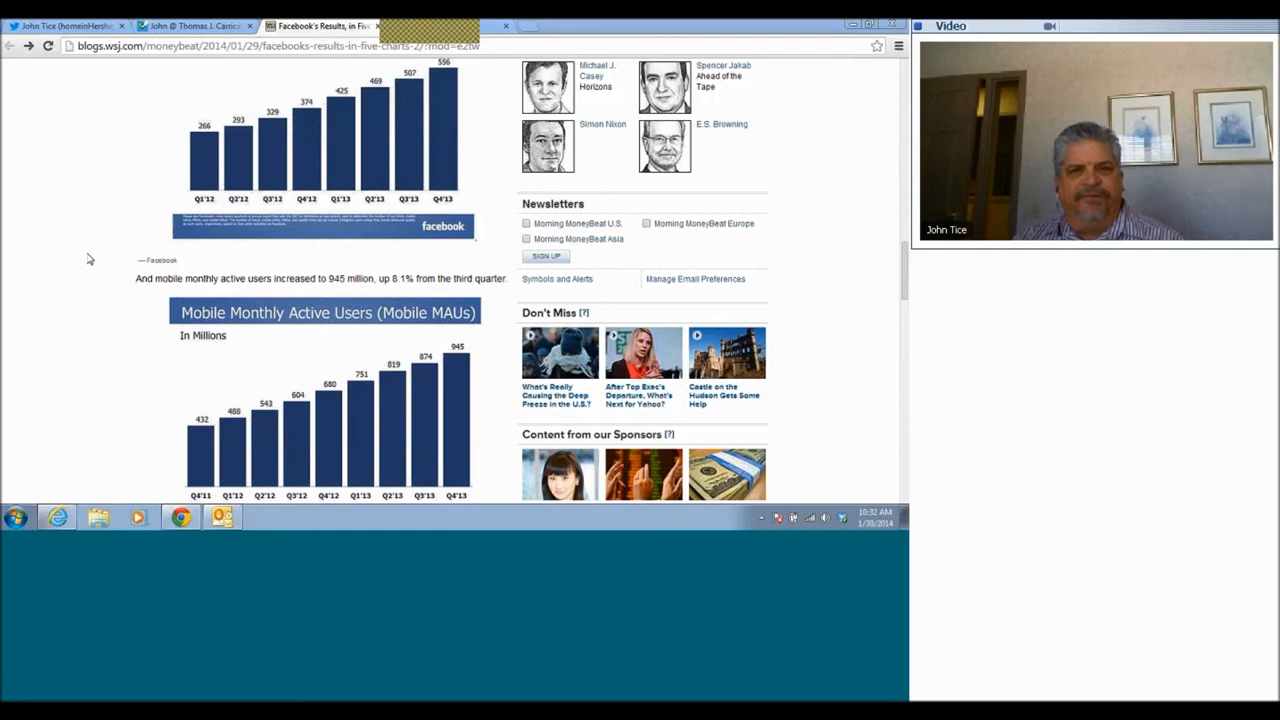 John Tice (homeinHershe
John @ Thomas J. Carric
Facebook's Results, in Five
Video
blogs.wsj.com/moneybeat/2014/01/29/facebooks-results-in-five-charts-2/?mod=e2tw
556
507
469
425
374
329
293
266
Q1'12 Q2'12 Q3'12 Q4'12 Q1'13 Q2'13 Q3'13 Q4'13
facebook
— Facebook
And mobile monthly active users increased to 945 million, up 8.1% from the third quarter.
Mobile Monthly Active Users (Mobile MAUs)
In Millions
945
874
819
751
680
604
543
488
432
Q4'11 Q1'12 Q2'12 Q3'12 Q4'12 Q1'13 Q2'13 Q3'13 Q4'13
Michael J.
Casey
Horizons
Spencer Jakab
Ahead of the
Tape
Simon Nixon
E.S. Browning
Newsletters
Morning MoneyBeat U.S.
Morning MoneyBeat Europe
Morning MoneyBeat Asia
SIGN UP
Symbols and Alerts
Manage Email Preferences
Don't Miss [?]
What's Really
Causing the Deep
Freeze in the U.S.?
After Top Exec's
Departure, What's
Next for Yahoo?
Castle on the
Hudson Gets Some
Help
Content from our Sponsors [?]
John Tice
10:32 AM
1/30/2014